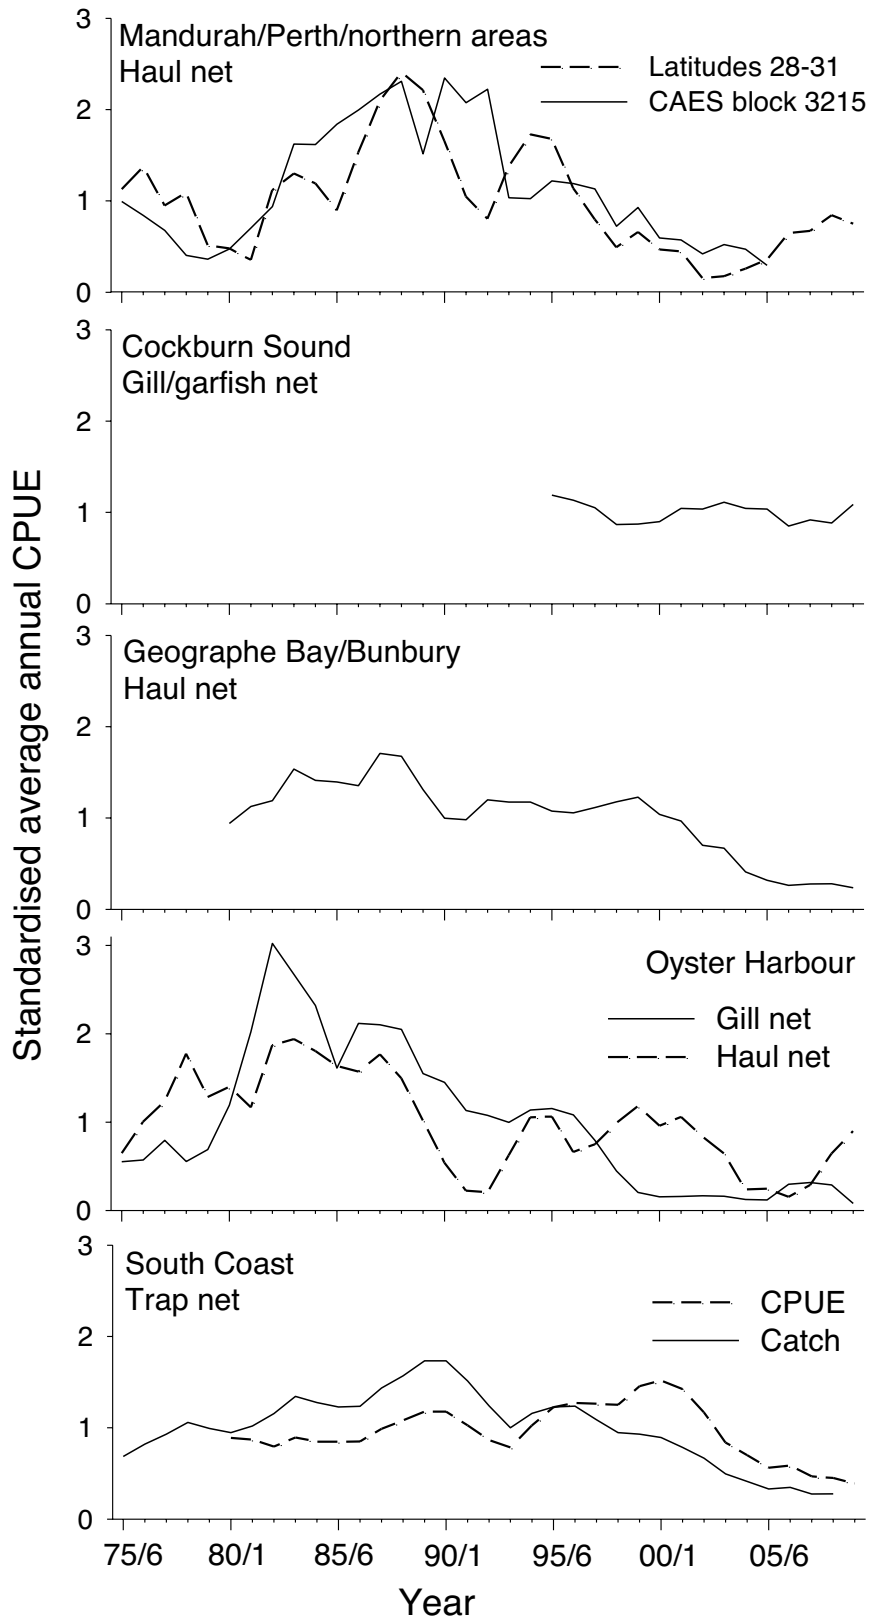 Standardised average annual CPUE
3
2
1
0
Mandurah/Perth/northern areas
Haul net
Latitudes 28-31
CAES block 3215
3
2
1
0
Cockburn Sound
Gill/garfish net
3
2
1
0
Geographe Bay/Bunbury
Haul net
3
2
1
0
Oyster Harbour
Gill net
Haul net
3
2
1
0
South Coast
Trap net
CPUE
Catch
75/6 80/1 85/6 90/1 95/6 00/1 05/6
Year